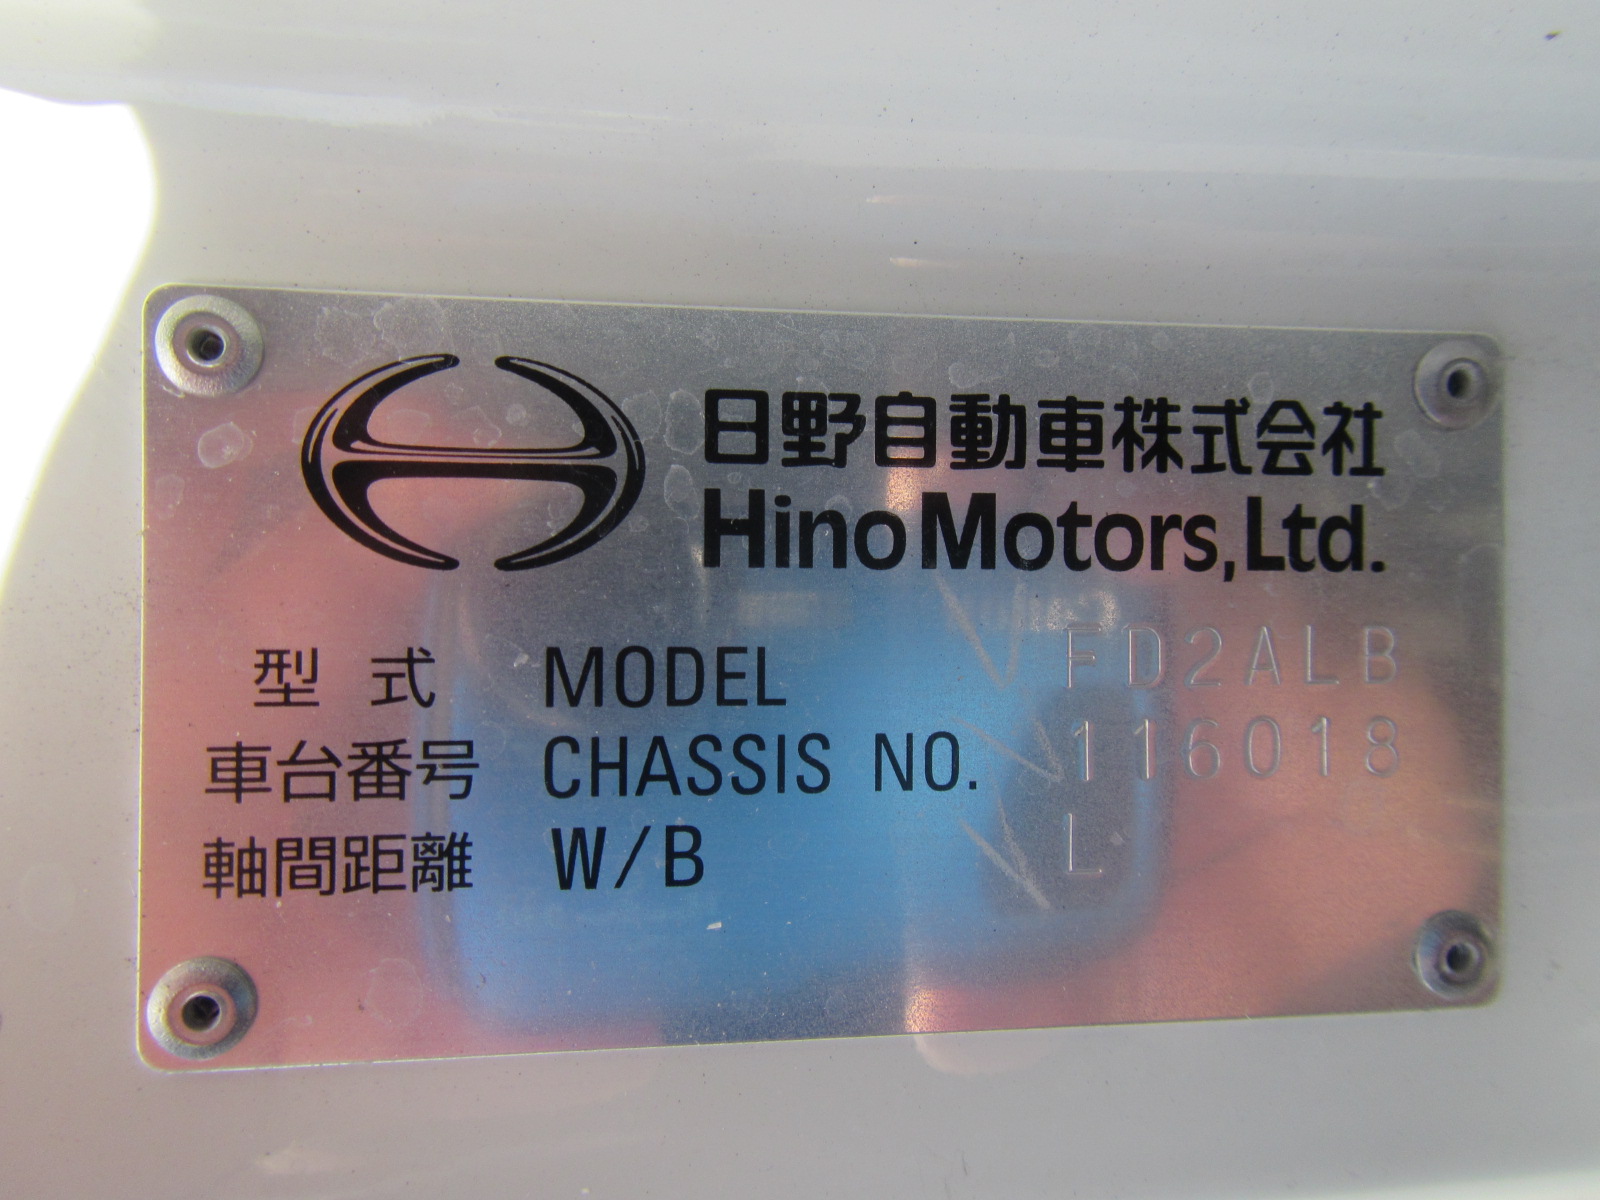 日野自動車株式会社
Hino Motors, Ltd.
型式 MODEL FD2ALB
車台番号 CHASSIS NO. 116018
軸間距離 W/B L